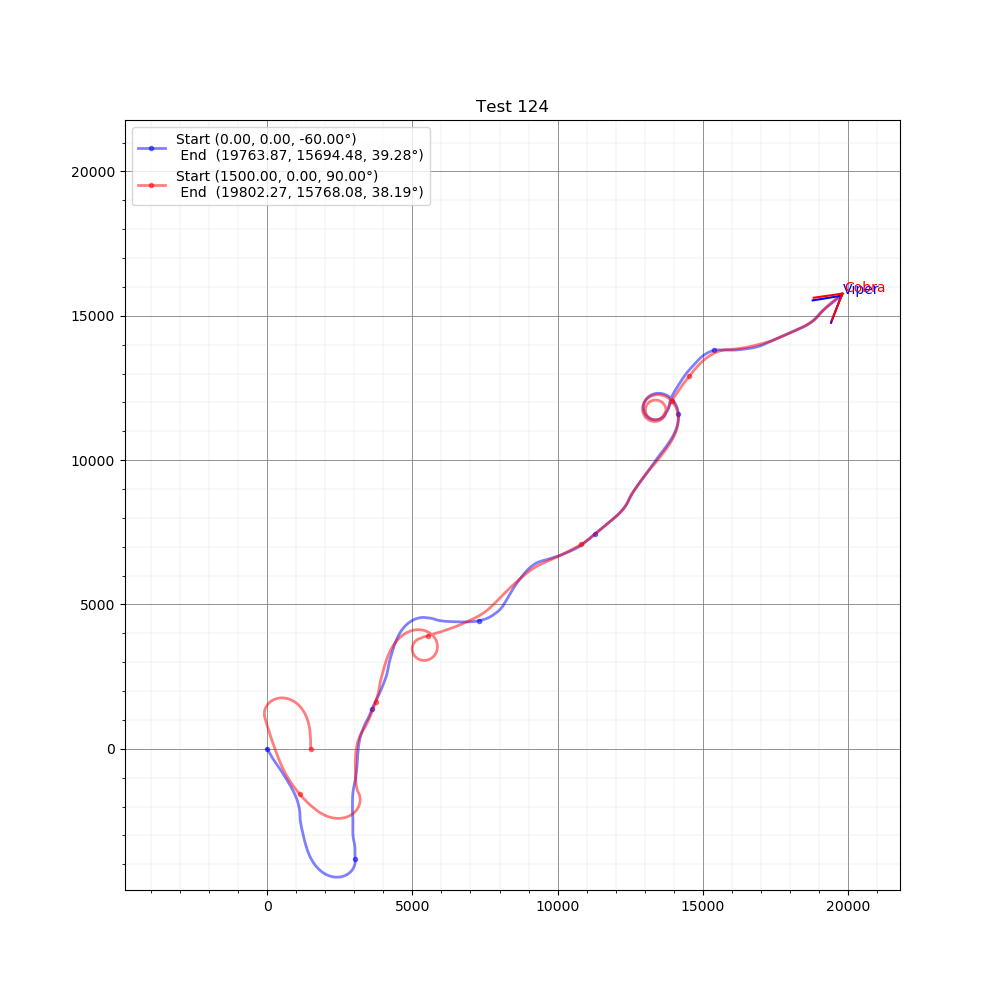 Test 124
Start (0.00, 0.00, -60.00°)
End (19763.87, 15694.48, 39.28°)
Start (1500.00, 0.00, 90.00°)
End (19802.27, 15768.08, 38.19°)
20000
15000
10000
5000
0
Cobra
Viper
0
5000
10000
15000
20000